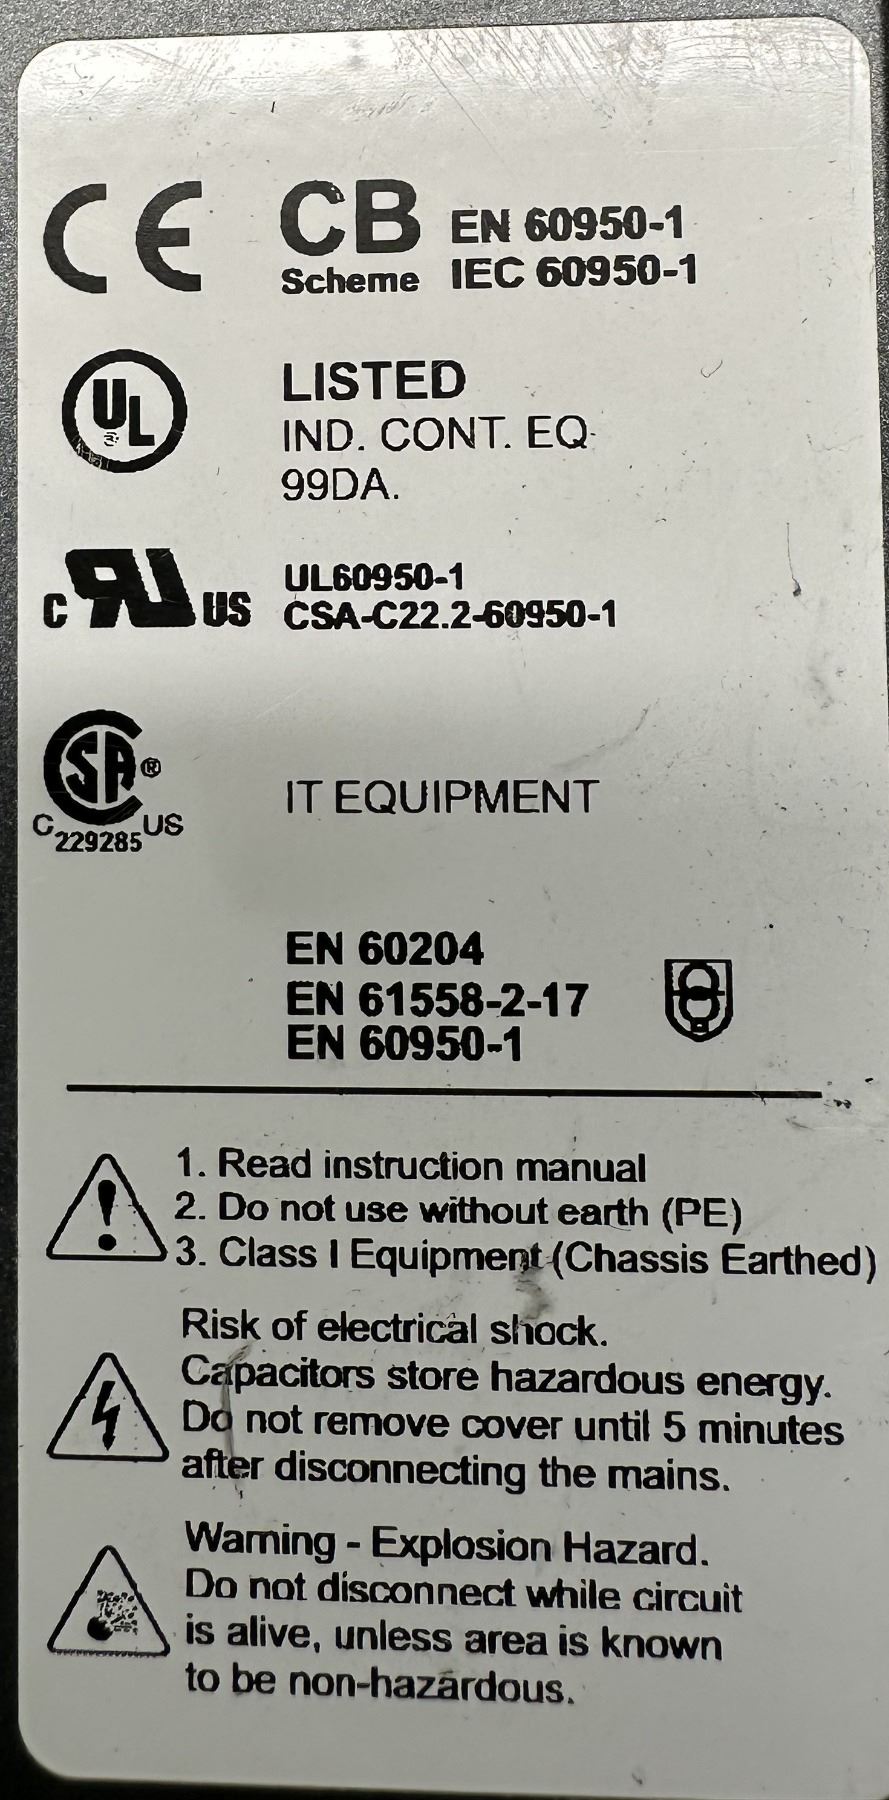 CE CB EN 60950-1
Scheme IEC 60950-1
UL LISTED
IND. CONT. EQ.
99DA.
C RU US UL60950-1
CSA-C22.2-60950-1
CSA®
C 229285 US
IT EQUIPMENT
EN 60204
EN 61558-2-17
EN 60950-1
1. Read instruction manual
2. Do not use without earth (PE)
3. Class I Equipment (Chassis Earthed)
Risk of electrical shock.
Capacitors store hazardous energy.
Do not remove cover until 5 minutes
after disconnecting the mains.
Warning - Explosion Hazard.
Do not disconnect while circuit
is alive, unless area is known
to be non-hazardous.